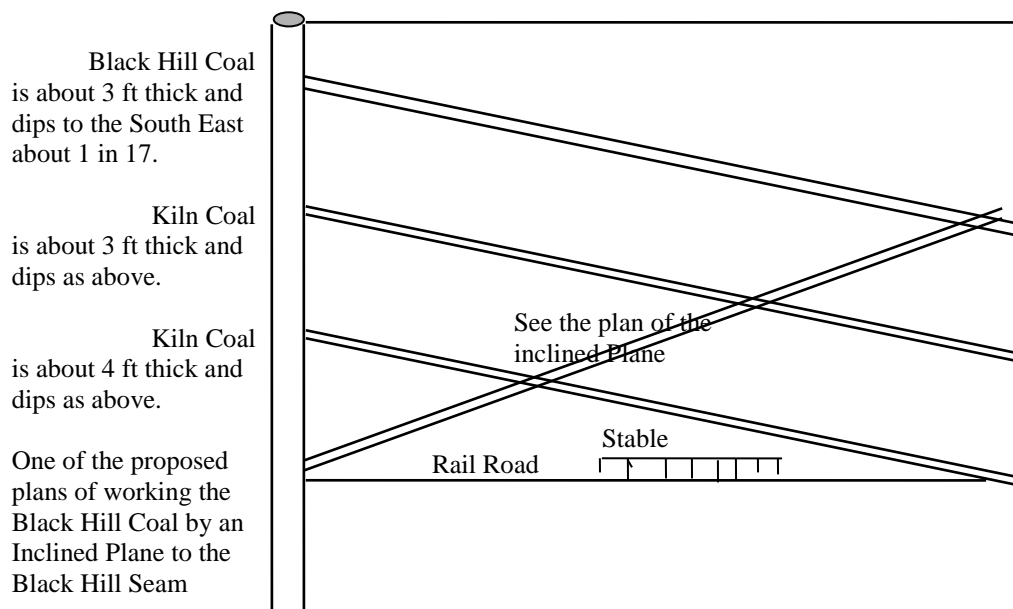 Black Hill Coal
is about 3 ft thick and
dips to the South East
about 1 in 17.
Kiln Coal
is about 3 ft thick and
dips as above.
Kiln Coal
is about 4 ft thick and
dips as above.
One of the proposed
plans of working the
Black Hill Coal by an
Inclined Plane to the
Black Hill Seam
See the plan of the
inclined Plane
Stable
Rail Road